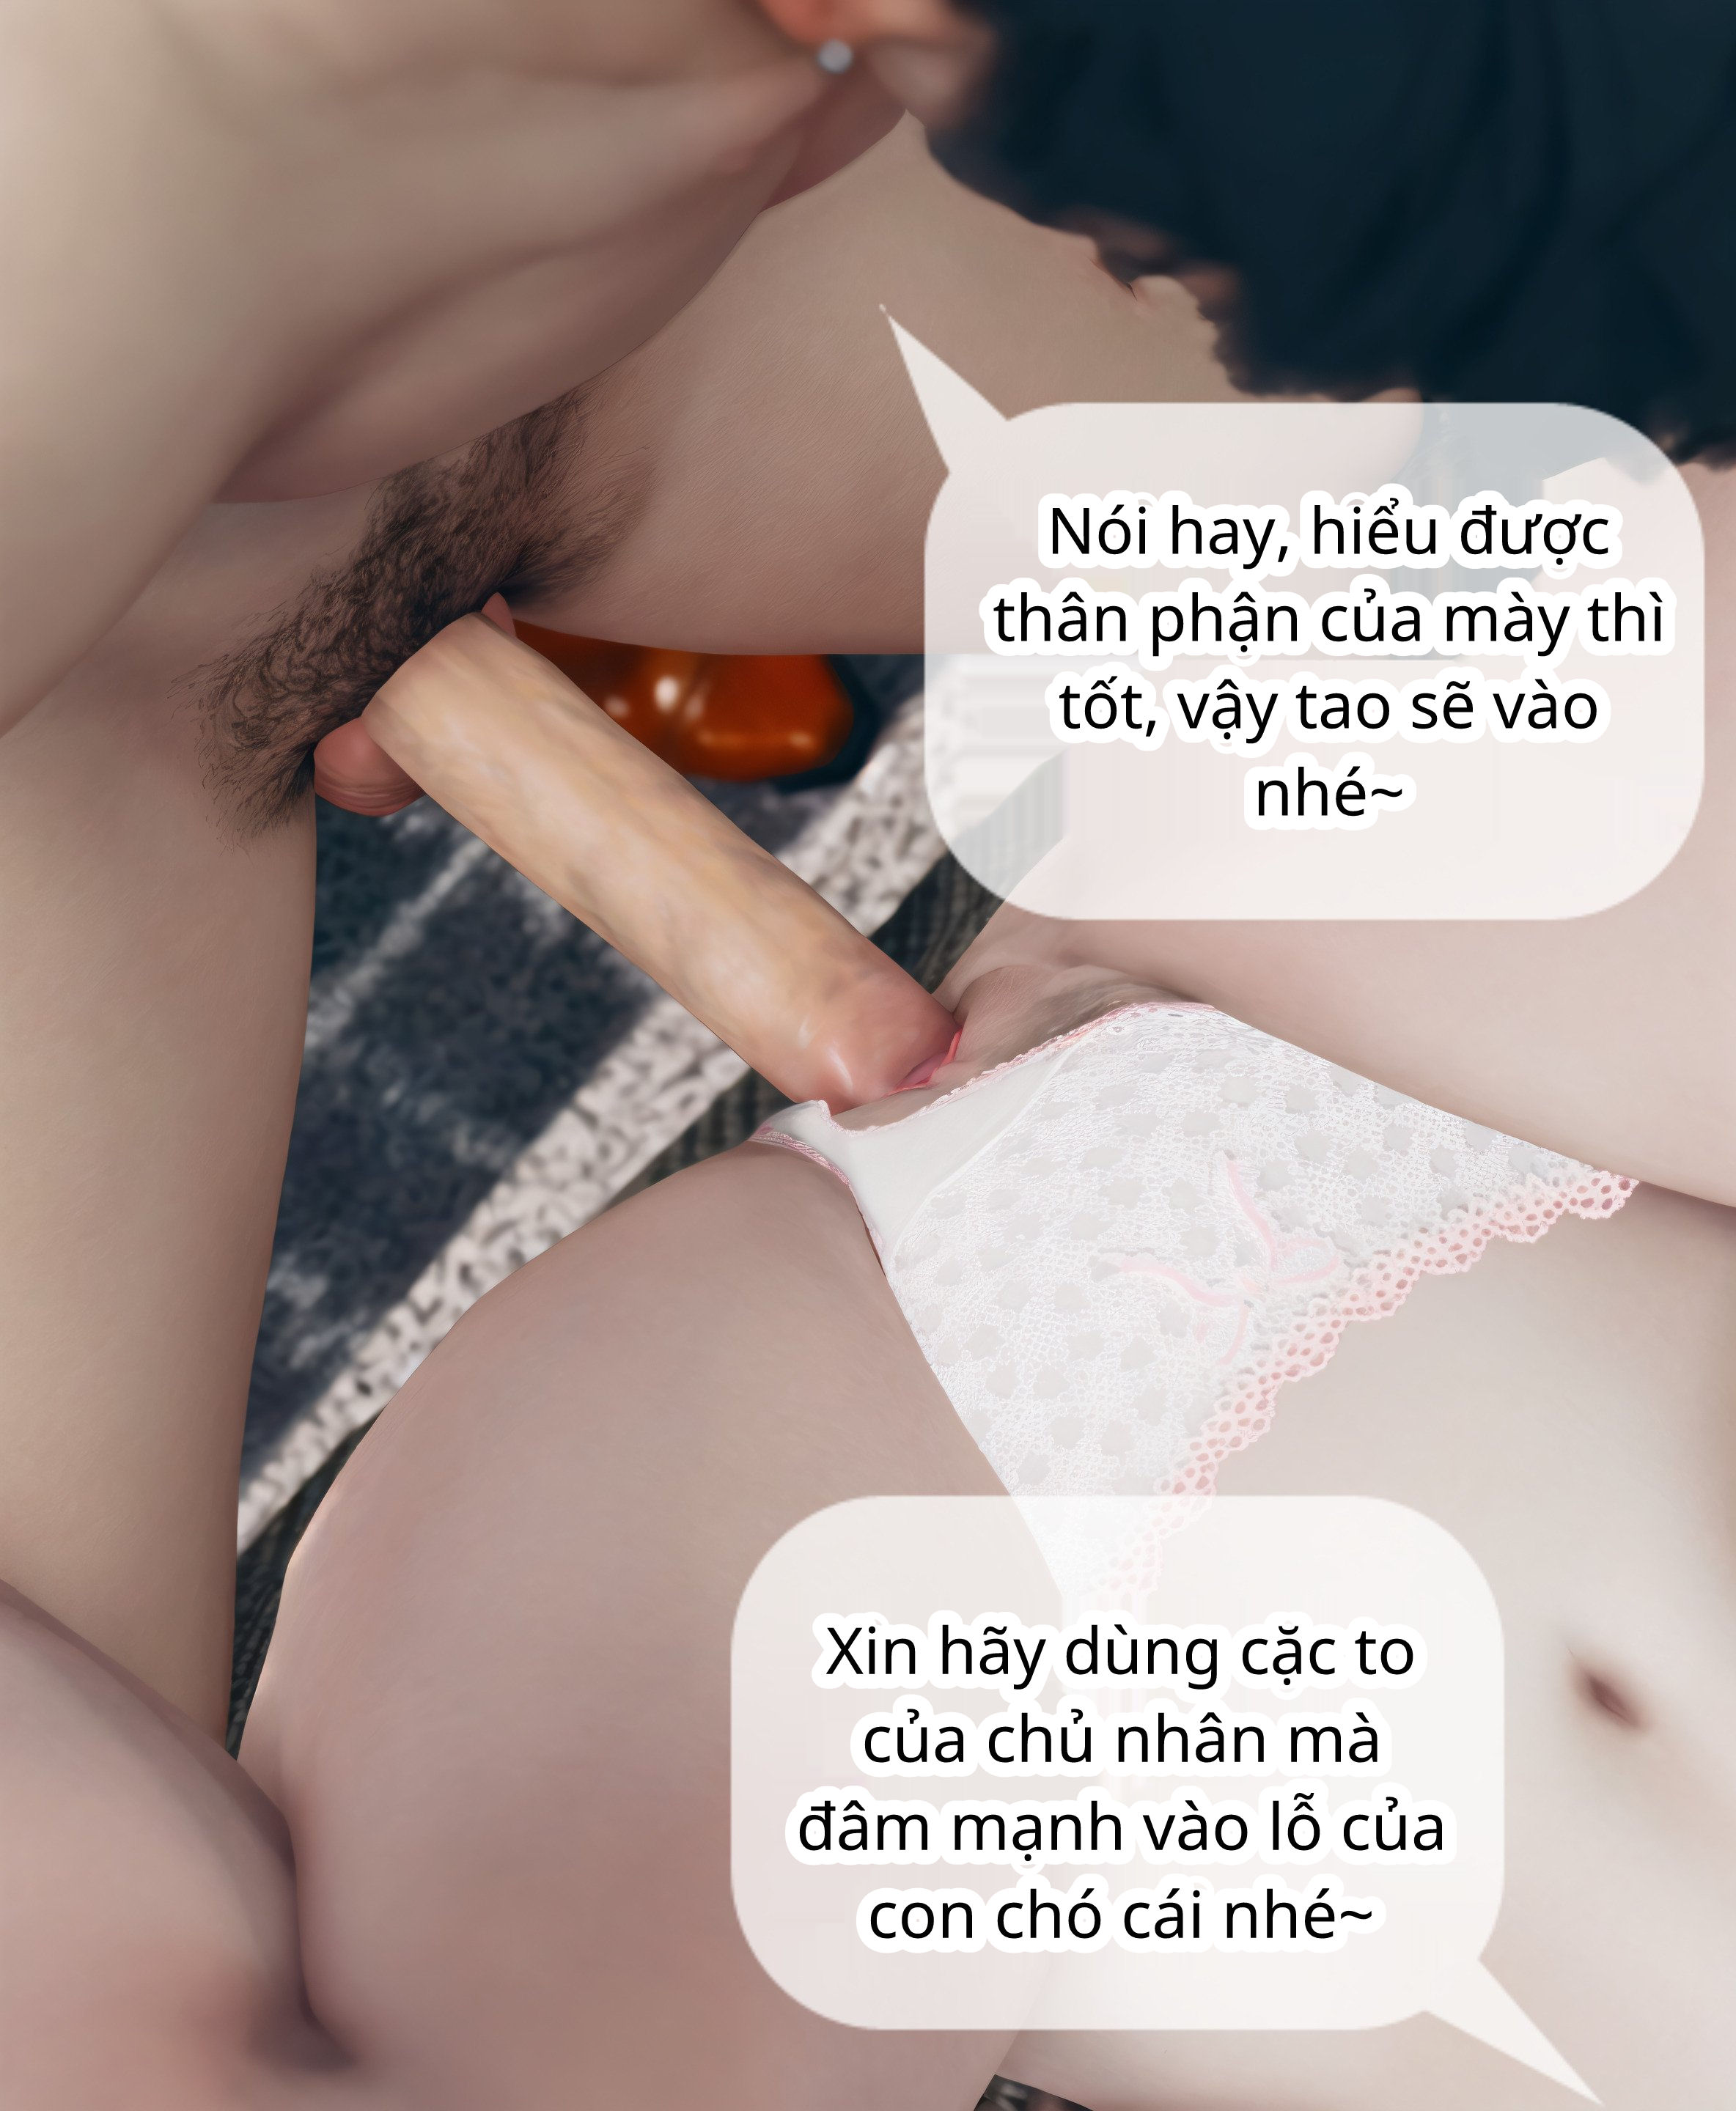 Nói hay, hiểu được
thân phận của mày thì
tốt, vậy tao sẽ vào
nhé~
Xin hãy dùng cặc to
của chủ nhân mà
đâm mạnh vào lỗ của
con chó cái nhé~